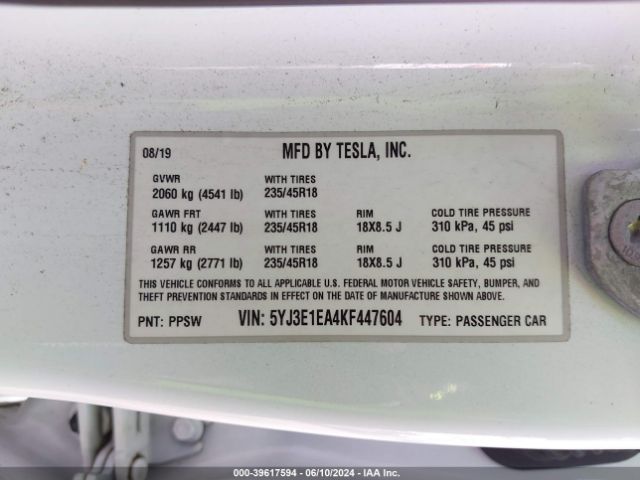 08/19 MFD BY TESLA, INC.
GVWR WITH TIRES
2060 kg (4541 lb) 235/45R18
GAWR FRT WITH TIRES RIM COLD TIRE PRESSURE
1110 kg (2447 lb) 235/45R18 18X8.5 J 310 kPa, 45 psi
GAWR RR WITH TIRES RIM COLD TIRE PRESSURE
1257 kg (2771 lb) 235/45R18 18X8.5 J 310 kPa, 45 psi
THIS VEHICLE CONFORMS TO ALL APPLICABLE U.S. FEDERAL MOTOR VEHICLE SAFETY, BUMPER, AND
THEFT PREVENTION STANDARDS IN EFFECT ON THE DATE OF MANUFACTURE SHOWN ABOVE.
PNT: PPSW VIN: 5YJ3E1EA4KF447604 TYPE: PASSENGER CAR
000-39617594 - 06/10/2024 - IAA Inc.